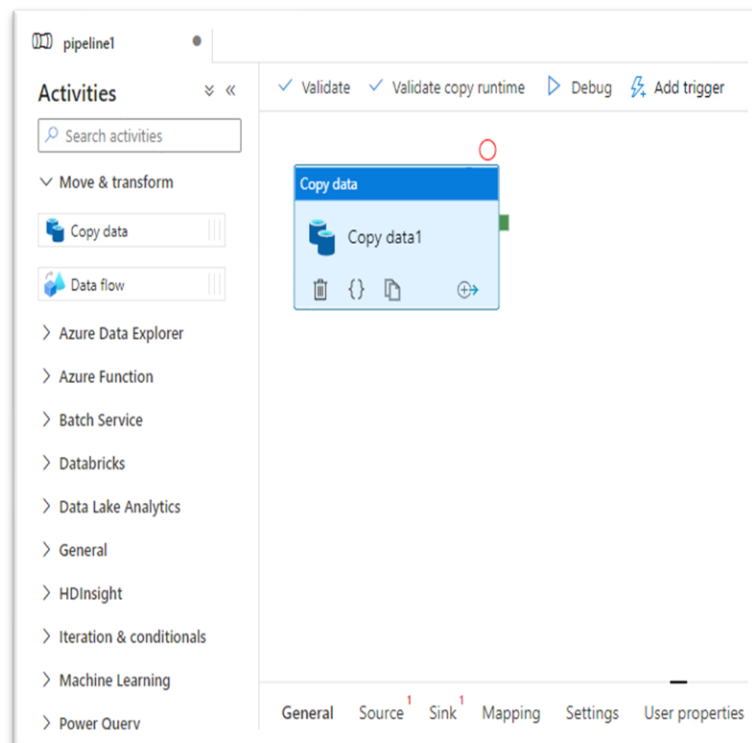 pipeline1
Activities
Search activities
Move & transform
Copy data
Data flow
Azure Data Explorer
Azure Function
Batch Service
Databricks
Data Lake Analytics
General
HDInsight
Iteration & conditionals
Machine Learning
Power Query
Validate Validate copy runtime Debug Add trigger
Copy data
Copy data1
{}
General Source 1 Sink 1 Mapping Settings User properties